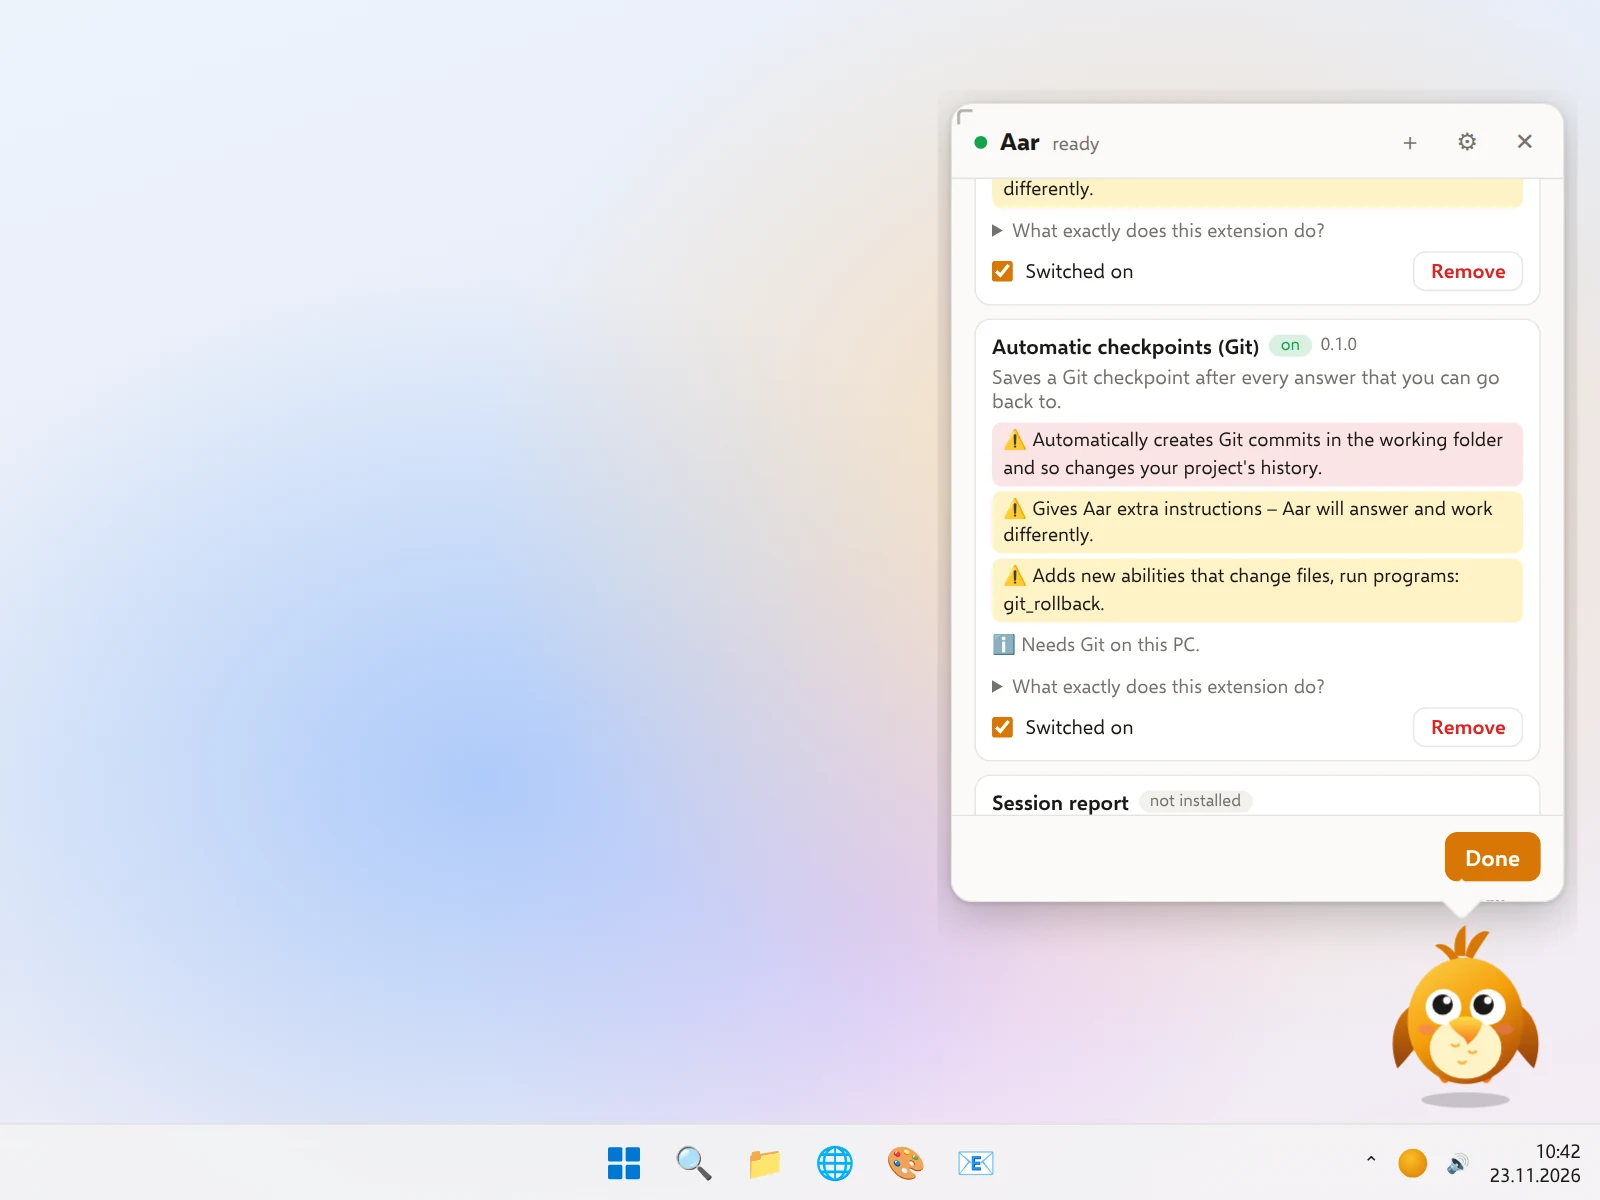 Aar ready
differently.
What exactly does this extension do?
Switched on
Remove
Automatic checkpoints (Git) on 0.1.0
Saves a Git checkpoint after every answer that you can go
back to.
Automatically creates Git commits in the working folder
and so changes your project's history.
Gives Aar extra instructions – Aar will answer and work
differently.
Adds new abilities that change files, run programs:
git_rollback.
Needs Git on this PC.
What exactly does this extension do?
Switched on
Remove
Session report not installed
Done
10:42
23.11.2026